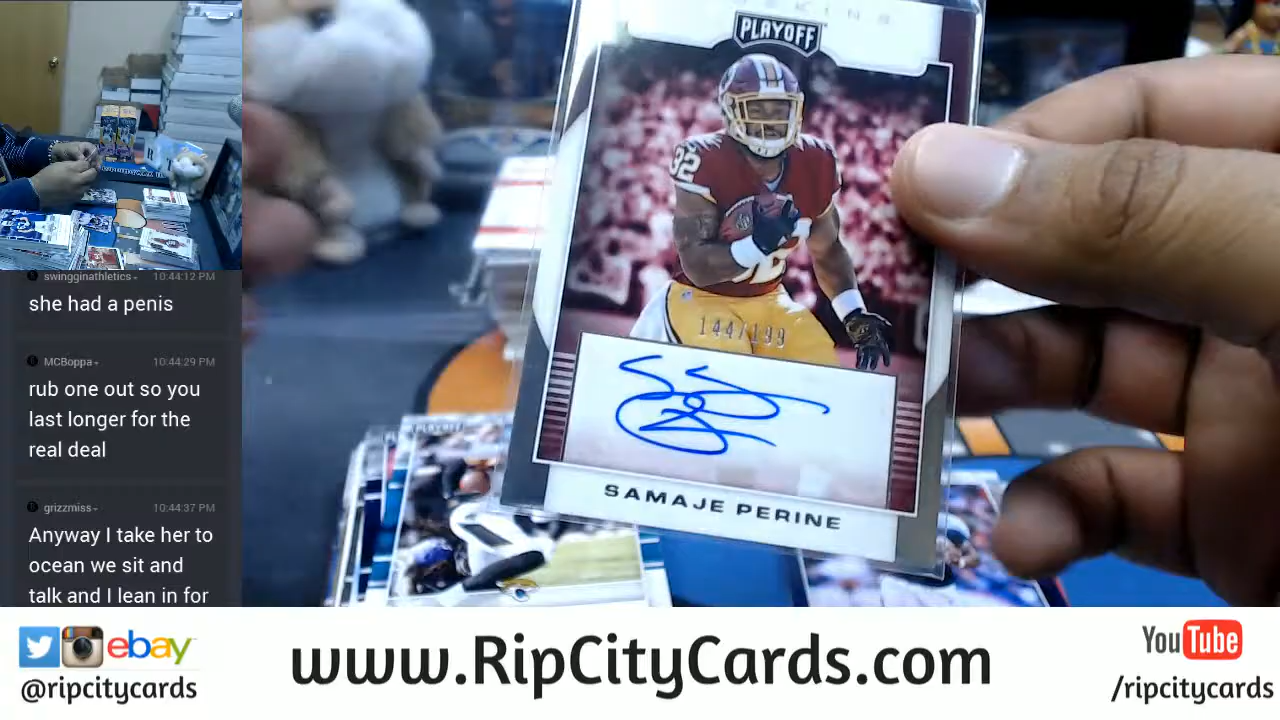 swingginathletics
10:44:12 PM
she had a penis
MCBoppa
10:44:29 PM
rub one out so you
last longer for the
real deal
grizzmiss
10:44:37 PM
Anyway I take her to
ocean we sit and
talk and I lean in for
PLAYOFF
32
144/199
SAMAJE PERINE
PLAYOFF
ebay
@ripcitycards
www.RipCityCards.com
YouTube
/ripcitycards